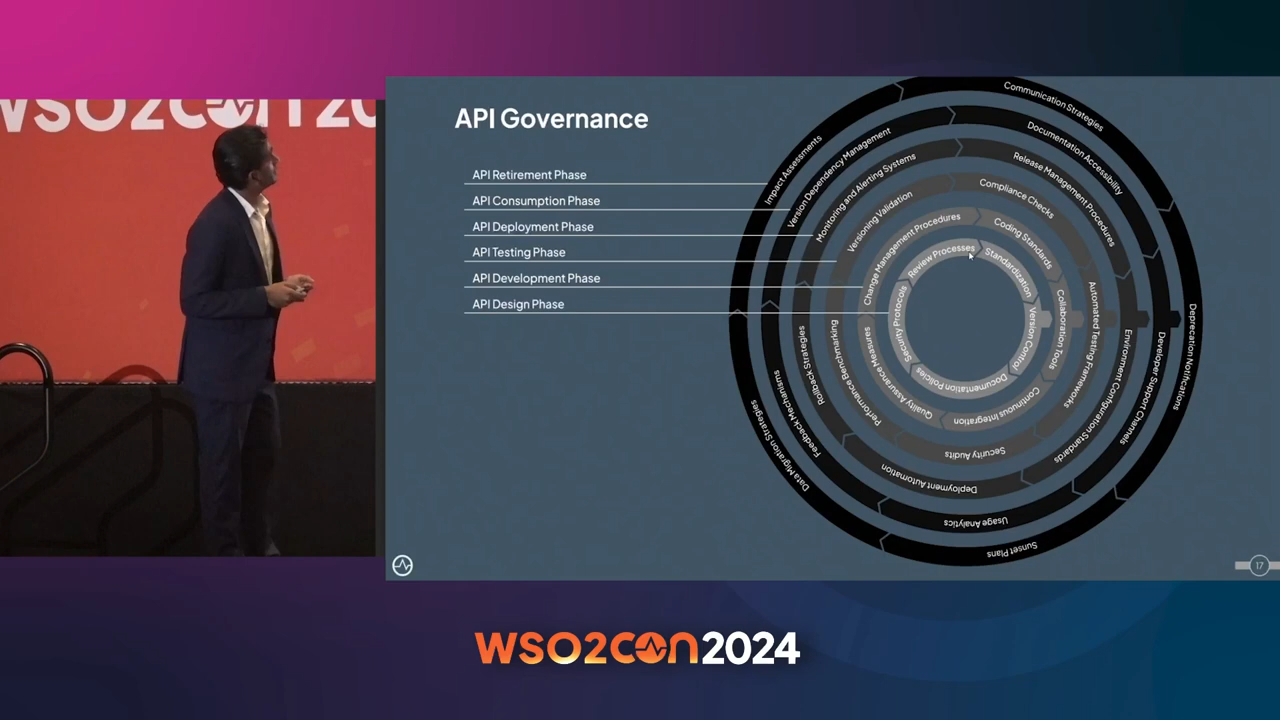 WSO2CON 20
API Governance
API Retirement Phase
API Consumption Phase
API Deployment Phase
API Testing Phase
API Development Phase
API Design Phase
Impact Assessments
Communication Strategies
Deprecation Notifications
Sunset Plans
Data Migration Strategies
Version Dependency Management
Documentation Accessibility
Developer Support Channels
Usage Analytics
Feedback Mechanisms
Monitoring and Alerting Systems
Release Management Procedures
Environment Configuration Standards
Deployment Automation
Rollback Strategies
Versioning Validation
Compliance Checks
Automated Testing Frameworks
Security Audits
Performance Benchmarking
Change Management Procedures
Coding Standards
Collaboration Tools
Continuous Integration
Quality Assurance Measures
Review Processes
Standardization
Version Control
Documentation Policies
Security Protocols
17
WSO2CON2024